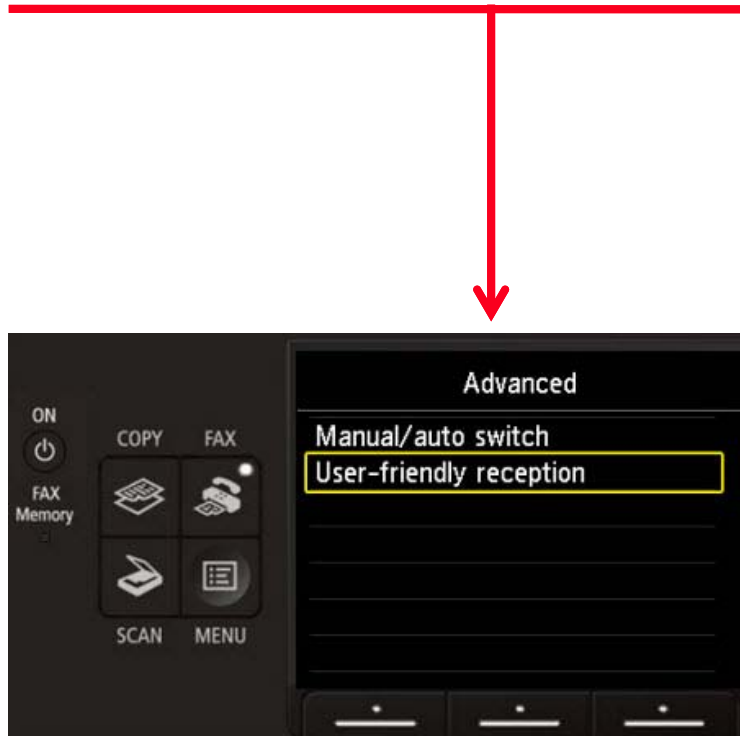 Advanced
ON
COPY FAX
Manual/auto switch
User-friendly reception
FAX
Memory
SCAN MENU